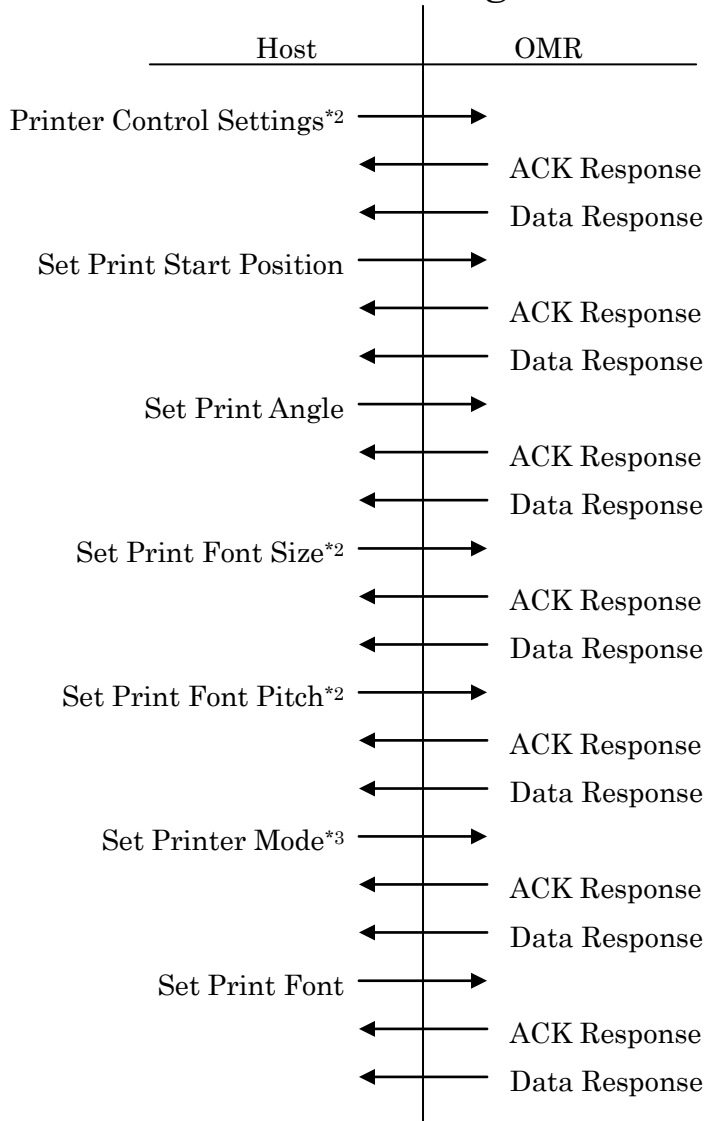 Host OMR
Printer Control Settings*2
ACK Response
Data Response
Set Print Start Position
ACK Response
Data Response
Set Print Angle
ACK Response
Data Response
Set Print Font Size*2
ACK Response
Data Response
Set Print Font Pitch*2
ACK Response
Data Response
Set Printer Mode*3
ACK Response
Data Response
Set Print Font
ACK Response
Data Response